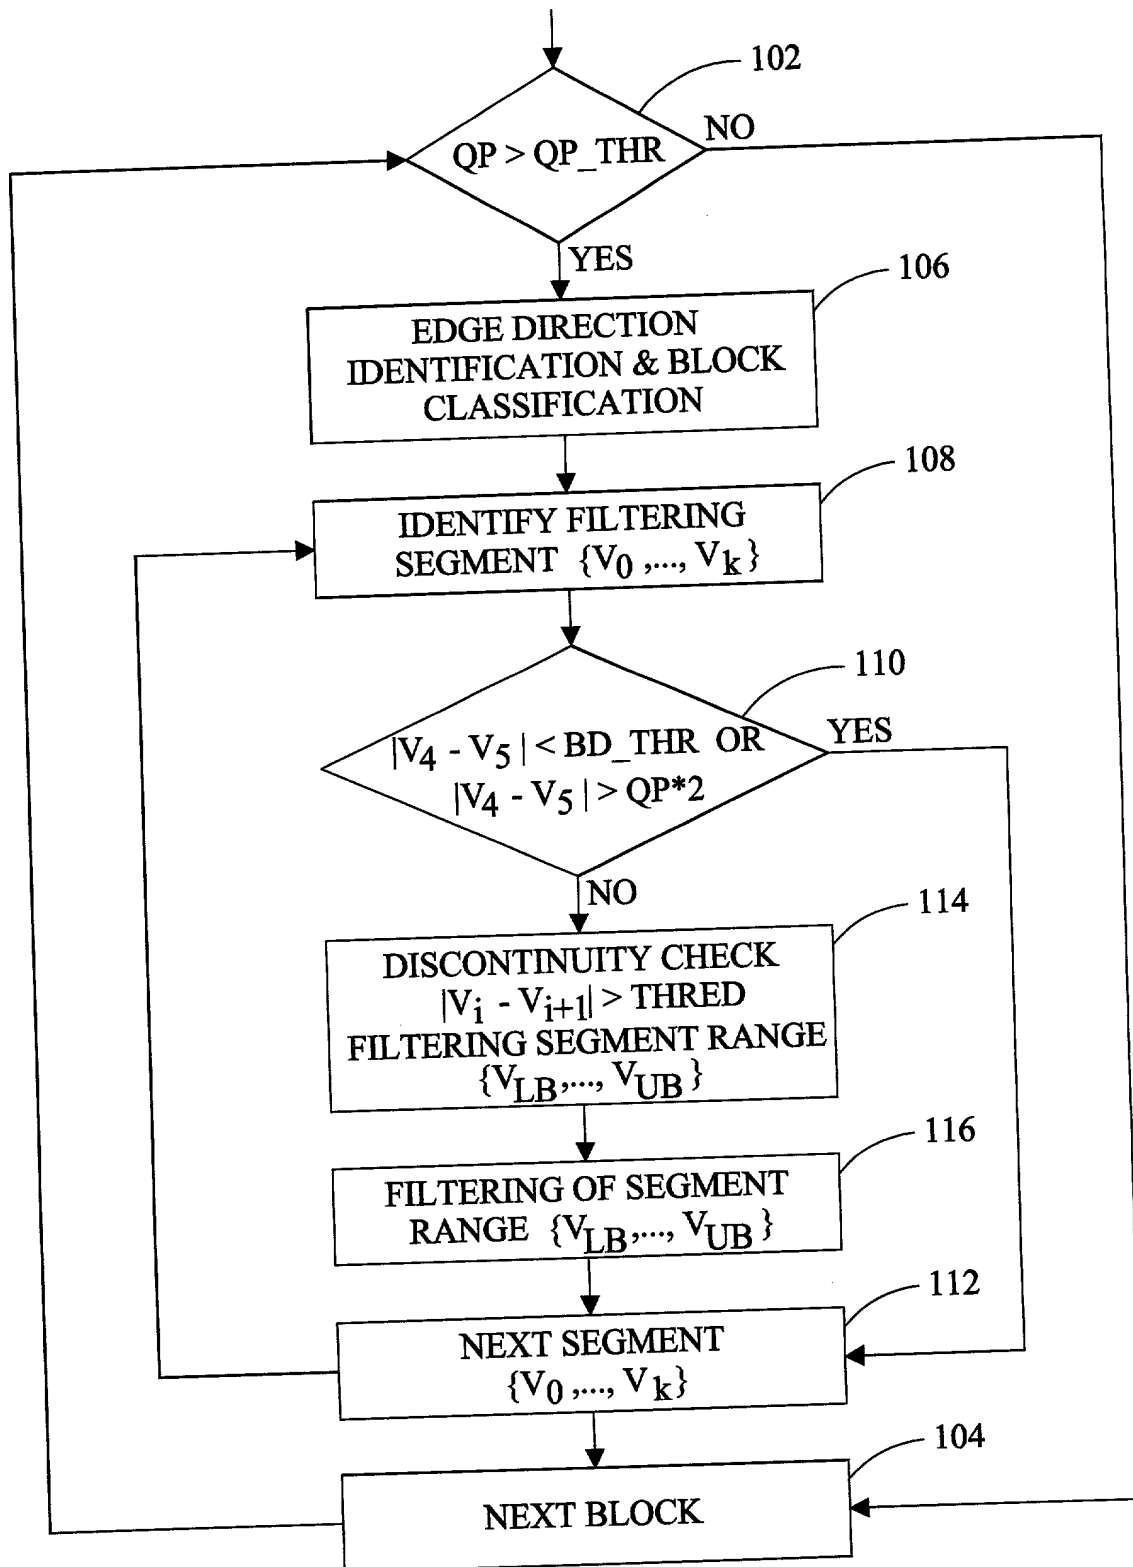 102
QP > QP_THR
NO
YES
106
EDGE DIRECTION
IDENTIFICATION & BLOCK
CLASSIFICATION
108
IDENTIFY FILTERING
SEGMENT {V0 ,..., Vk}
110
|V4 - V5 | < BD_THR OR
|V4 - V5 | > QP*2
YES
NO
114
DISCONTINUITY CHECK
|Vi - Vi+1| > THRED
FILTERING SEGMENT RANGE
{VLB,..., VUB }
116
FILTERING OF SEGMENT
RANGE {VLB,..., VUB }
112
NEXT SEGMENT
{V0 ,..., Vk}
104
NEXT BLOCK